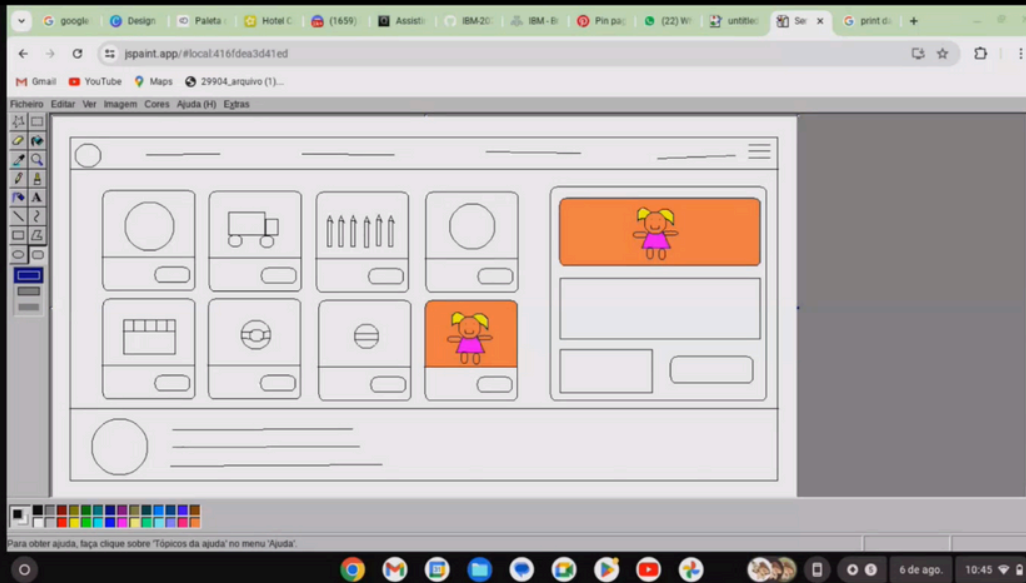 google
Design
Paleta
Hotel C
(1659)
Assisti
IBM-20
IBM - B
Pin pa
(22) W
untitled
Ser
print d
jspaint.app/#local:416fdea3d41ed
Gmail YouTube Maps 29904_arquivo (1)...
Ficheiro Editar Ver Imagem Cores Ajuda (H) Extras
A
Para obter ajuda, faça clique sobre 'Tópicos da ajuda' no menu 'Ajuda'.
6 de ago. 10:45